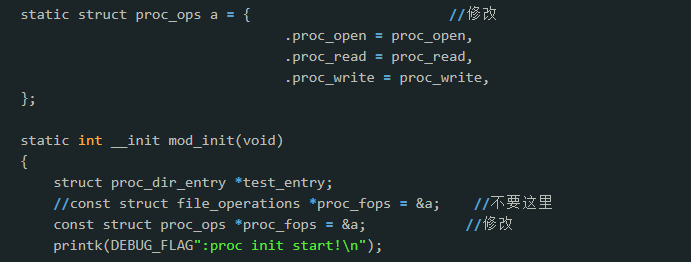 static struct proc_ops a = { //修改
.proc_open = proc_open,
.proc_read = proc_read,
.proc_write = proc_write,
};
static int __init mod_init(void)
{
struct proc_dir_entry *test_entry;
//const struct file_operations *proc_fops = &a; //不要这里
const struct proc_ops *proc_fops = &a; //修改
printk(DEBUG_FLAG":proc init start!\n");